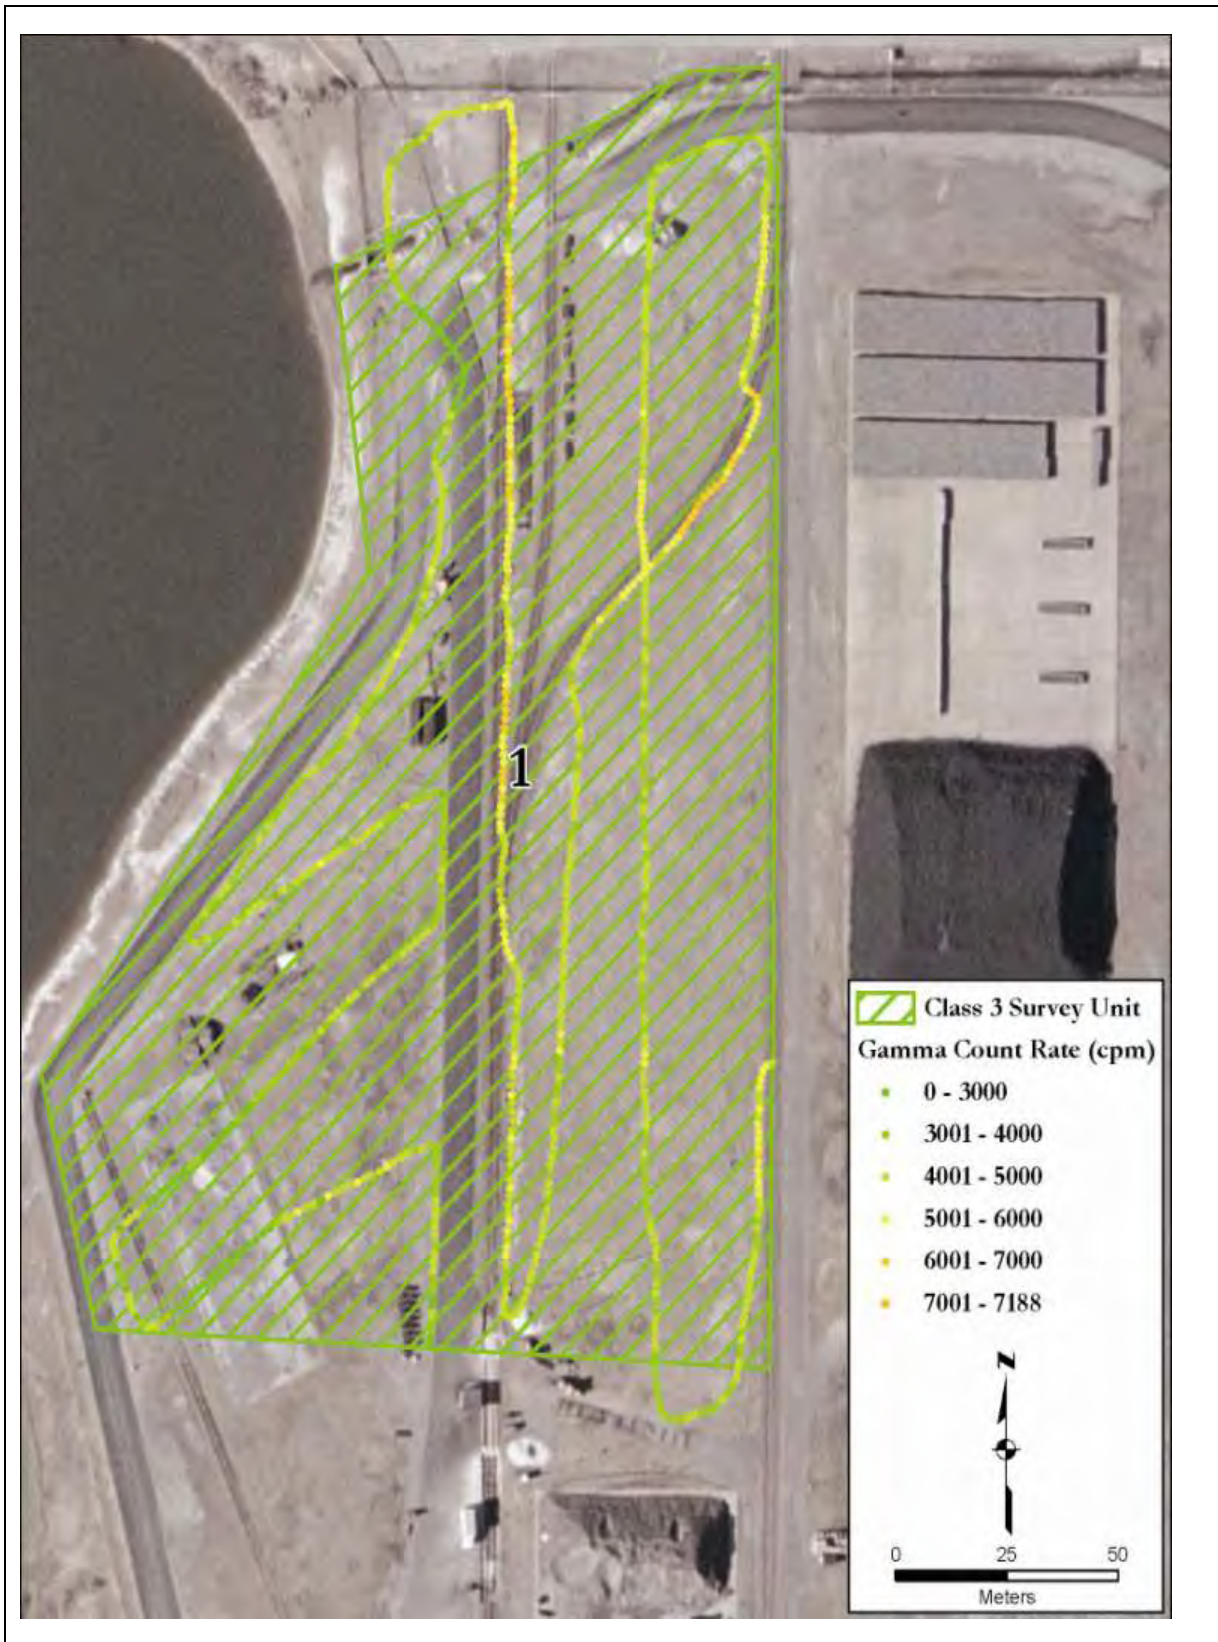 1
Class 3 Survey Unit
Gamma Count Rate (cpm)
0 - 3000
3001 - 4000
4001 - 5000
5001 - 6000
6001 - 7000
7001 - 7188
N
0 25 50
Meters